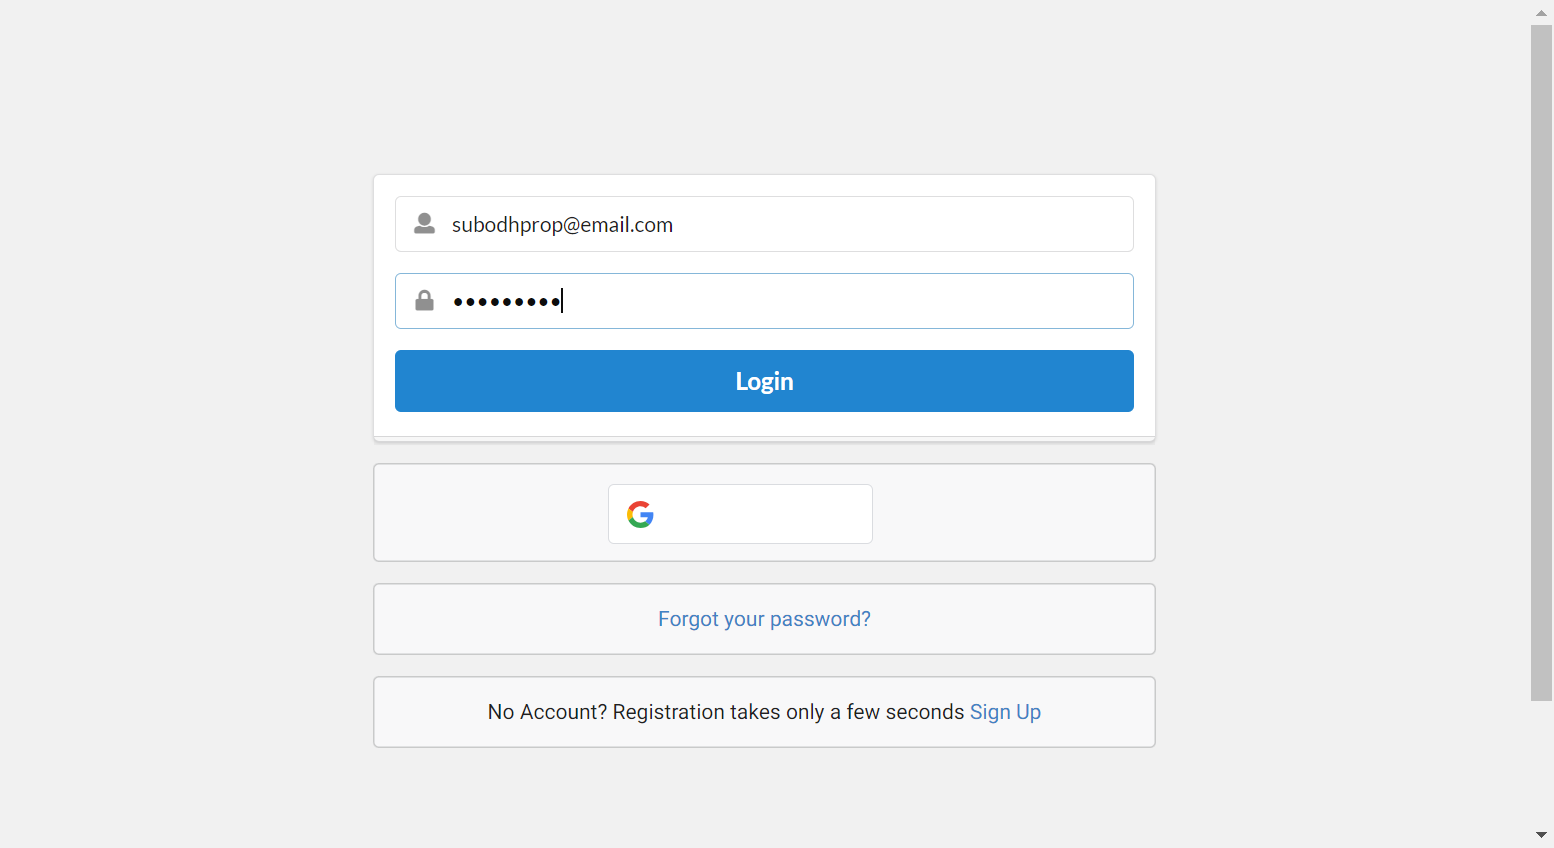 subodhprop@email.com
•••••••••
Login
Forgot your password?
No Account? Registration takes only a few seconds Sign Up